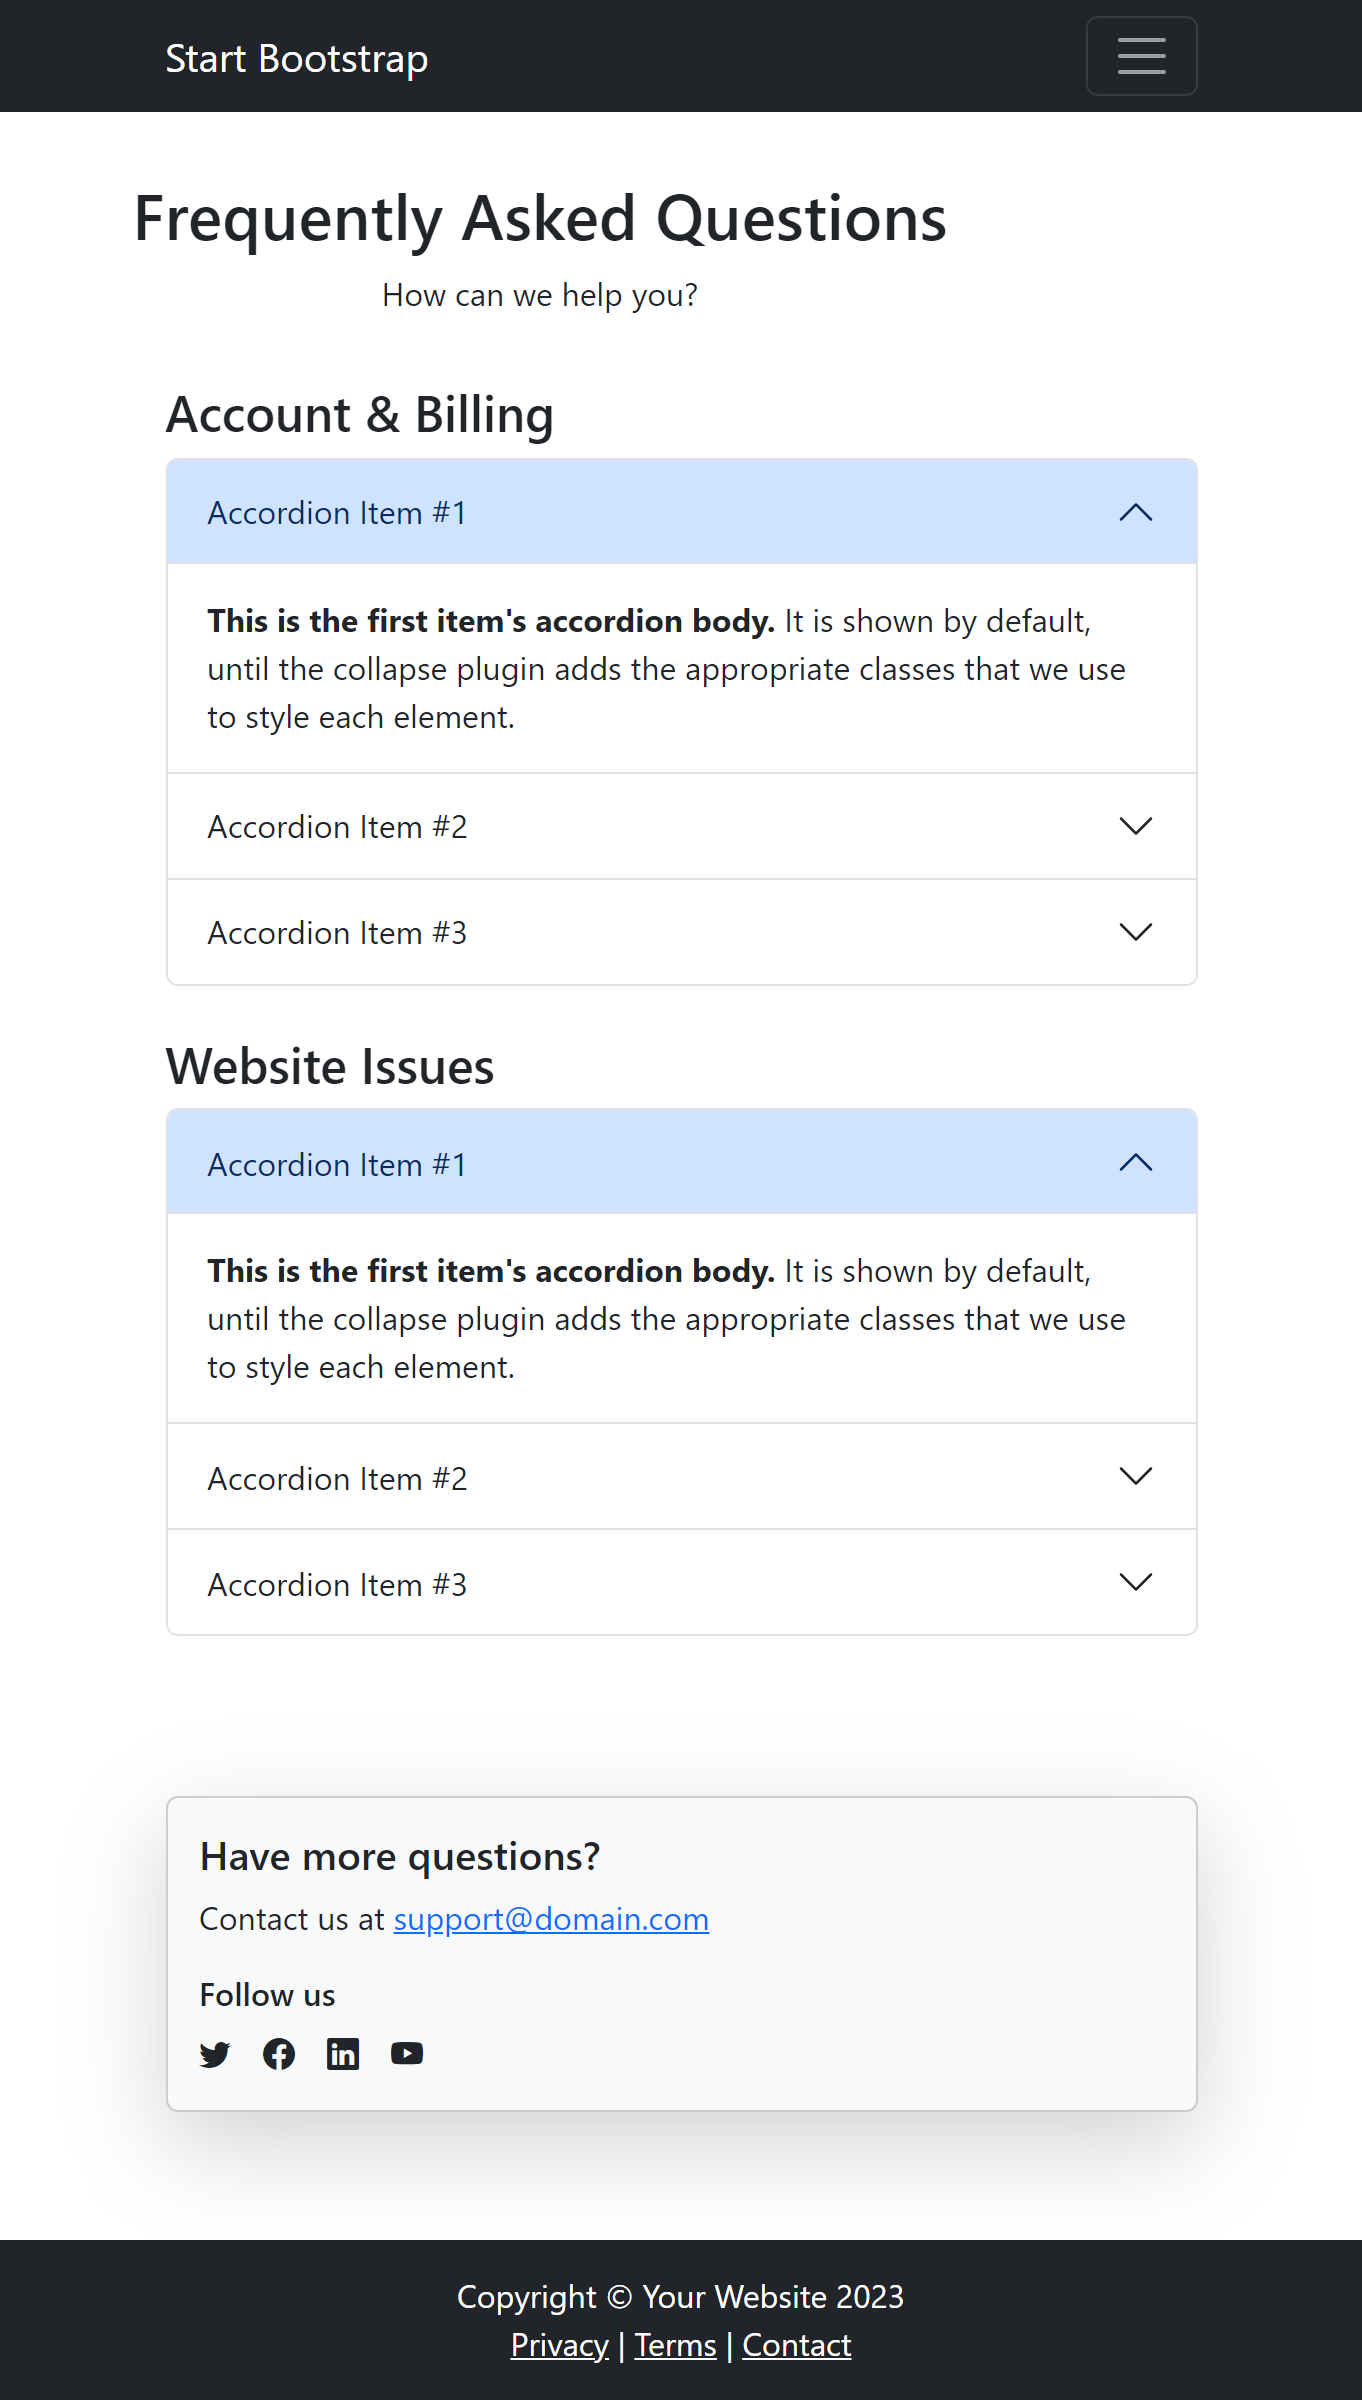 Start Bootstrap
Frequently Asked Questions
How can we help you?
Account & Billing
Accordion Item #1
This is the first item's accordion body. It is shown by default,
until the collapse plugin adds the appropriate classes that we use
to style each element.
Accordion Item #2
Accordion Item #3
Website Issues
Accordion Item #1
This is the first item's accordion body. It is shown by default,
until the collapse plugin adds the appropriate classes that we use
to style each element.
Accordion Item #2
Accordion Item #3
Have more questions?
Contact us at support@domain.com
Follow us
Copyright © Your Website 2023
Privacy | Terms | Contact